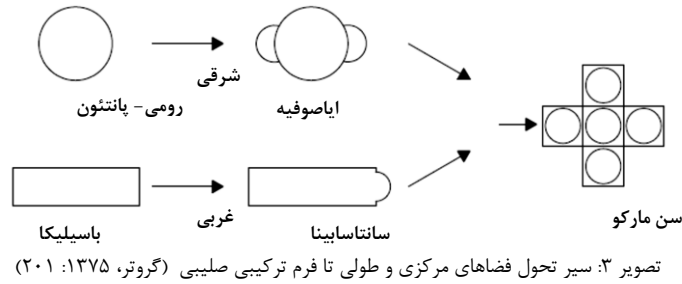 شرقی
رومی- پانتئون
ایاصوفیه
غربی
باسیلیکا
سانتاسابینا
سن مارکو
تصویر ۳: سیر تحول فضاهای مرکزی و طولی تا فرم ترکیبی صلیبی (گروتر، ۱۳۷۵: ۲۰۱)